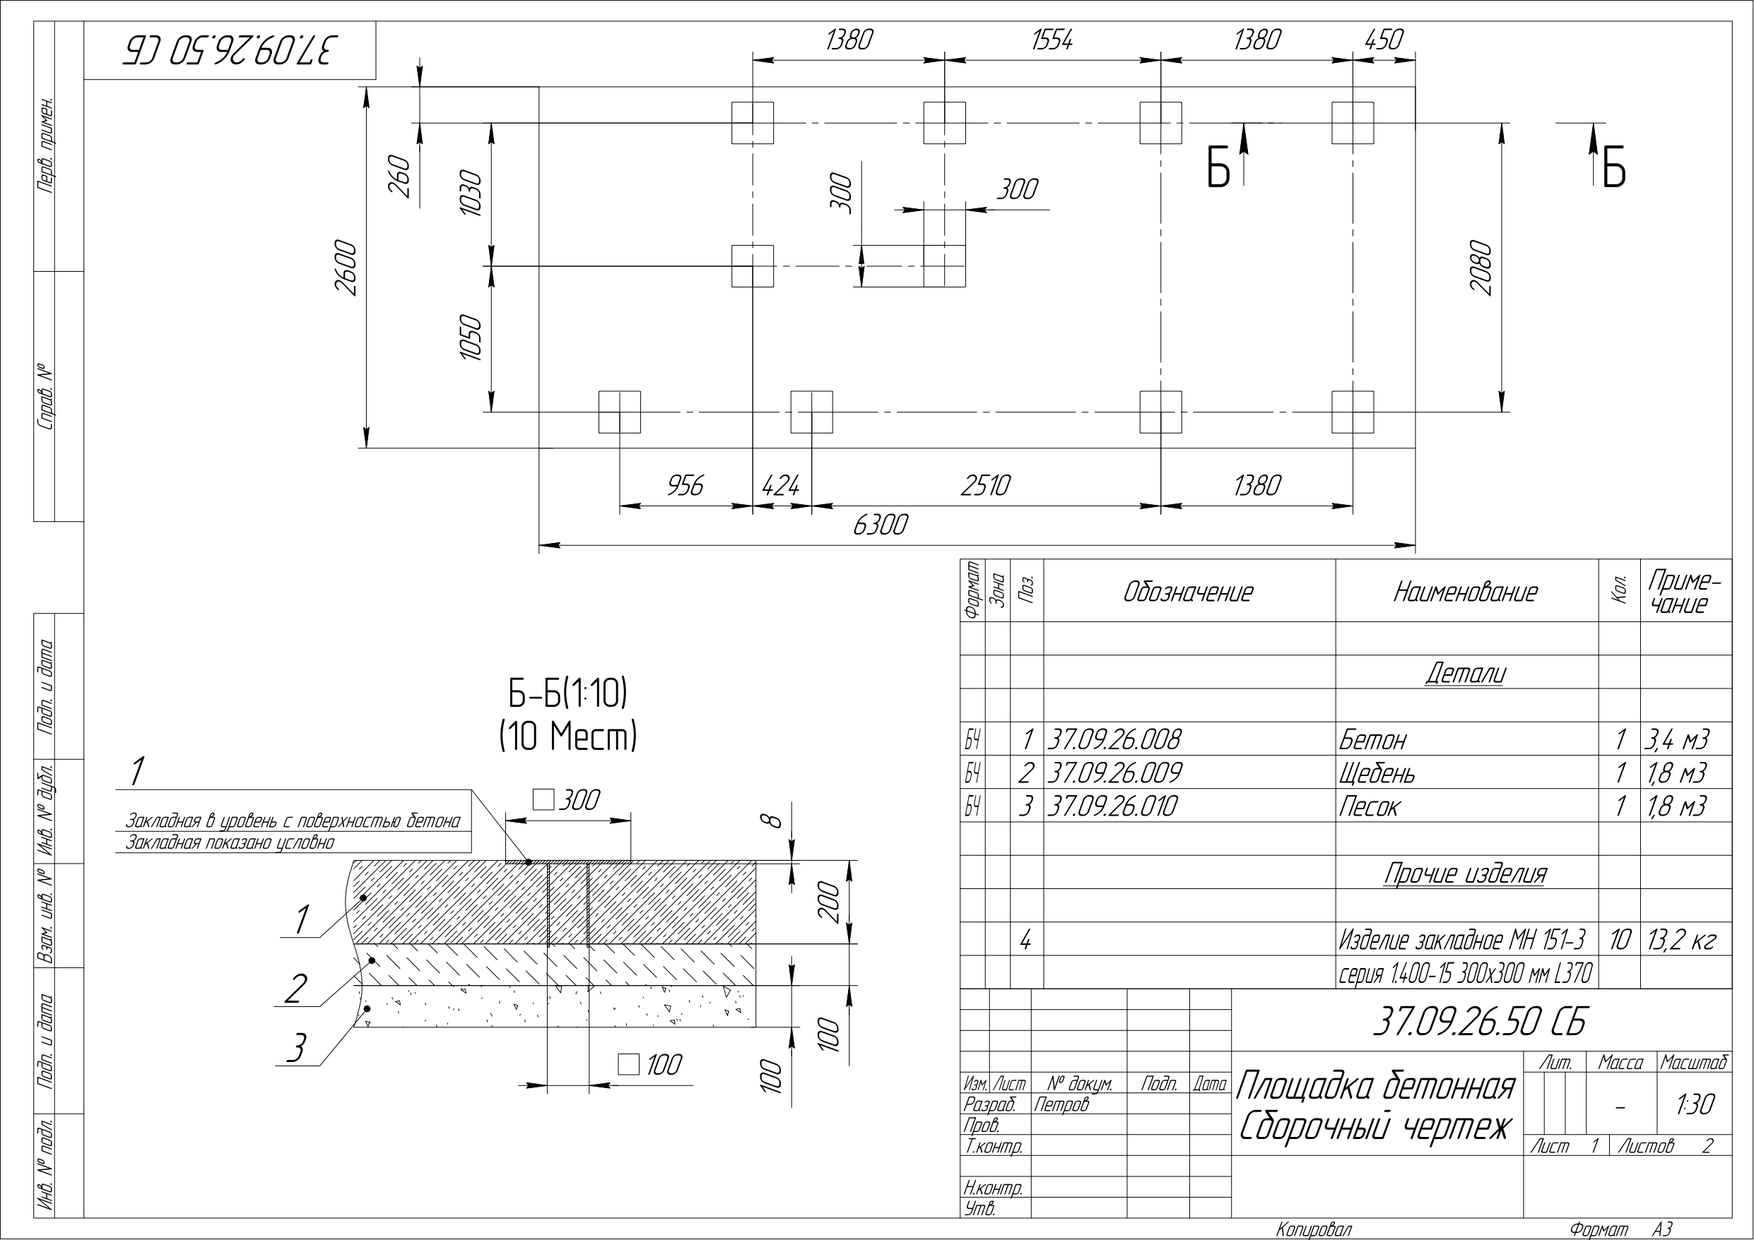 37.09.26.50 СБ
Перв. примен.
Справ. №
Подп. и дата
Инв. № дубл.
Взам. инв. №
Подп. и дата
Инв. № подл.
1380
1554
1380
450
260
2600
1030
1050
300
300
Б
Б
2080
956
424
2510
1380
6300
Б-Б(1:10)
(10 Мест)
1
Закладная в уровень с поверхностью бетона
Закладная показано условно
□ 300
8
200
100
100
□ 100
1
2
3
Формат Зона Поз. Обозначение Наименование Кол. Приме-
чание
Детали
БЧ 1 37.09.26.008 Бетон 1 3,4 м3
БЧ 2 37.09.26.009 Щебень 1 1,8 м3
БЧ 3 37.09.26.010 Песок 1 1,8 м3
Прочие изделия
4 Изделие закладное МН 151-3 10 13,2 кг
серия 1.400-15 300х300 мм L370
37.09.26.50 СБ
Изм. Лист № докум. Подп. Дата
Разраб. Петров
Пров.
Т.контр.
Н.контр.
Утв.
Площадка бетонная
Сборочный чертеж
Лит. Масса Масштаб
- 1:30
Лист 1 Листов 2
Копировал Формат А3